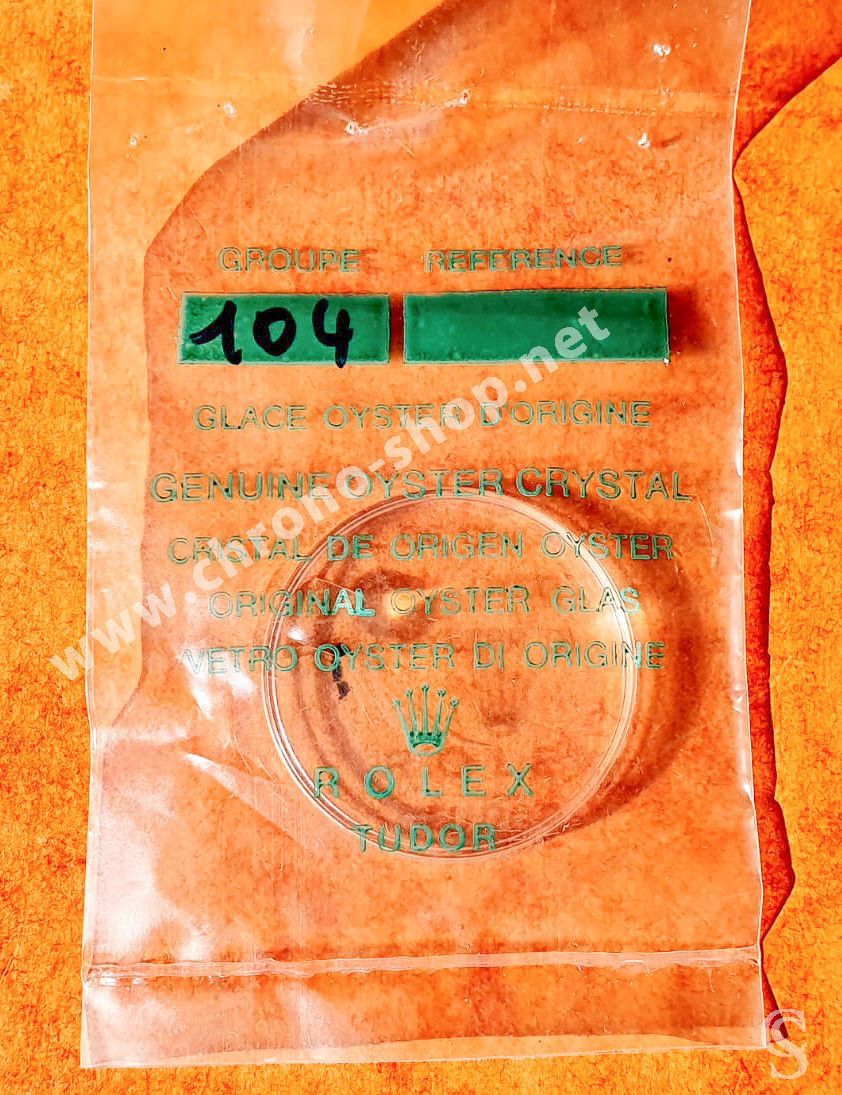 GROUPE REFERENCE
104
GLACE OYSTER D'ORIGINE
GENUINE OYSTER CRYSTAL
CRISTAL DE ORIGEN OYSTER
ORIGINAL OYSTER GLAS
VETRO OYSTER DI ORIGINE
ROLEX
TUDOR
www.chrono-shop.net